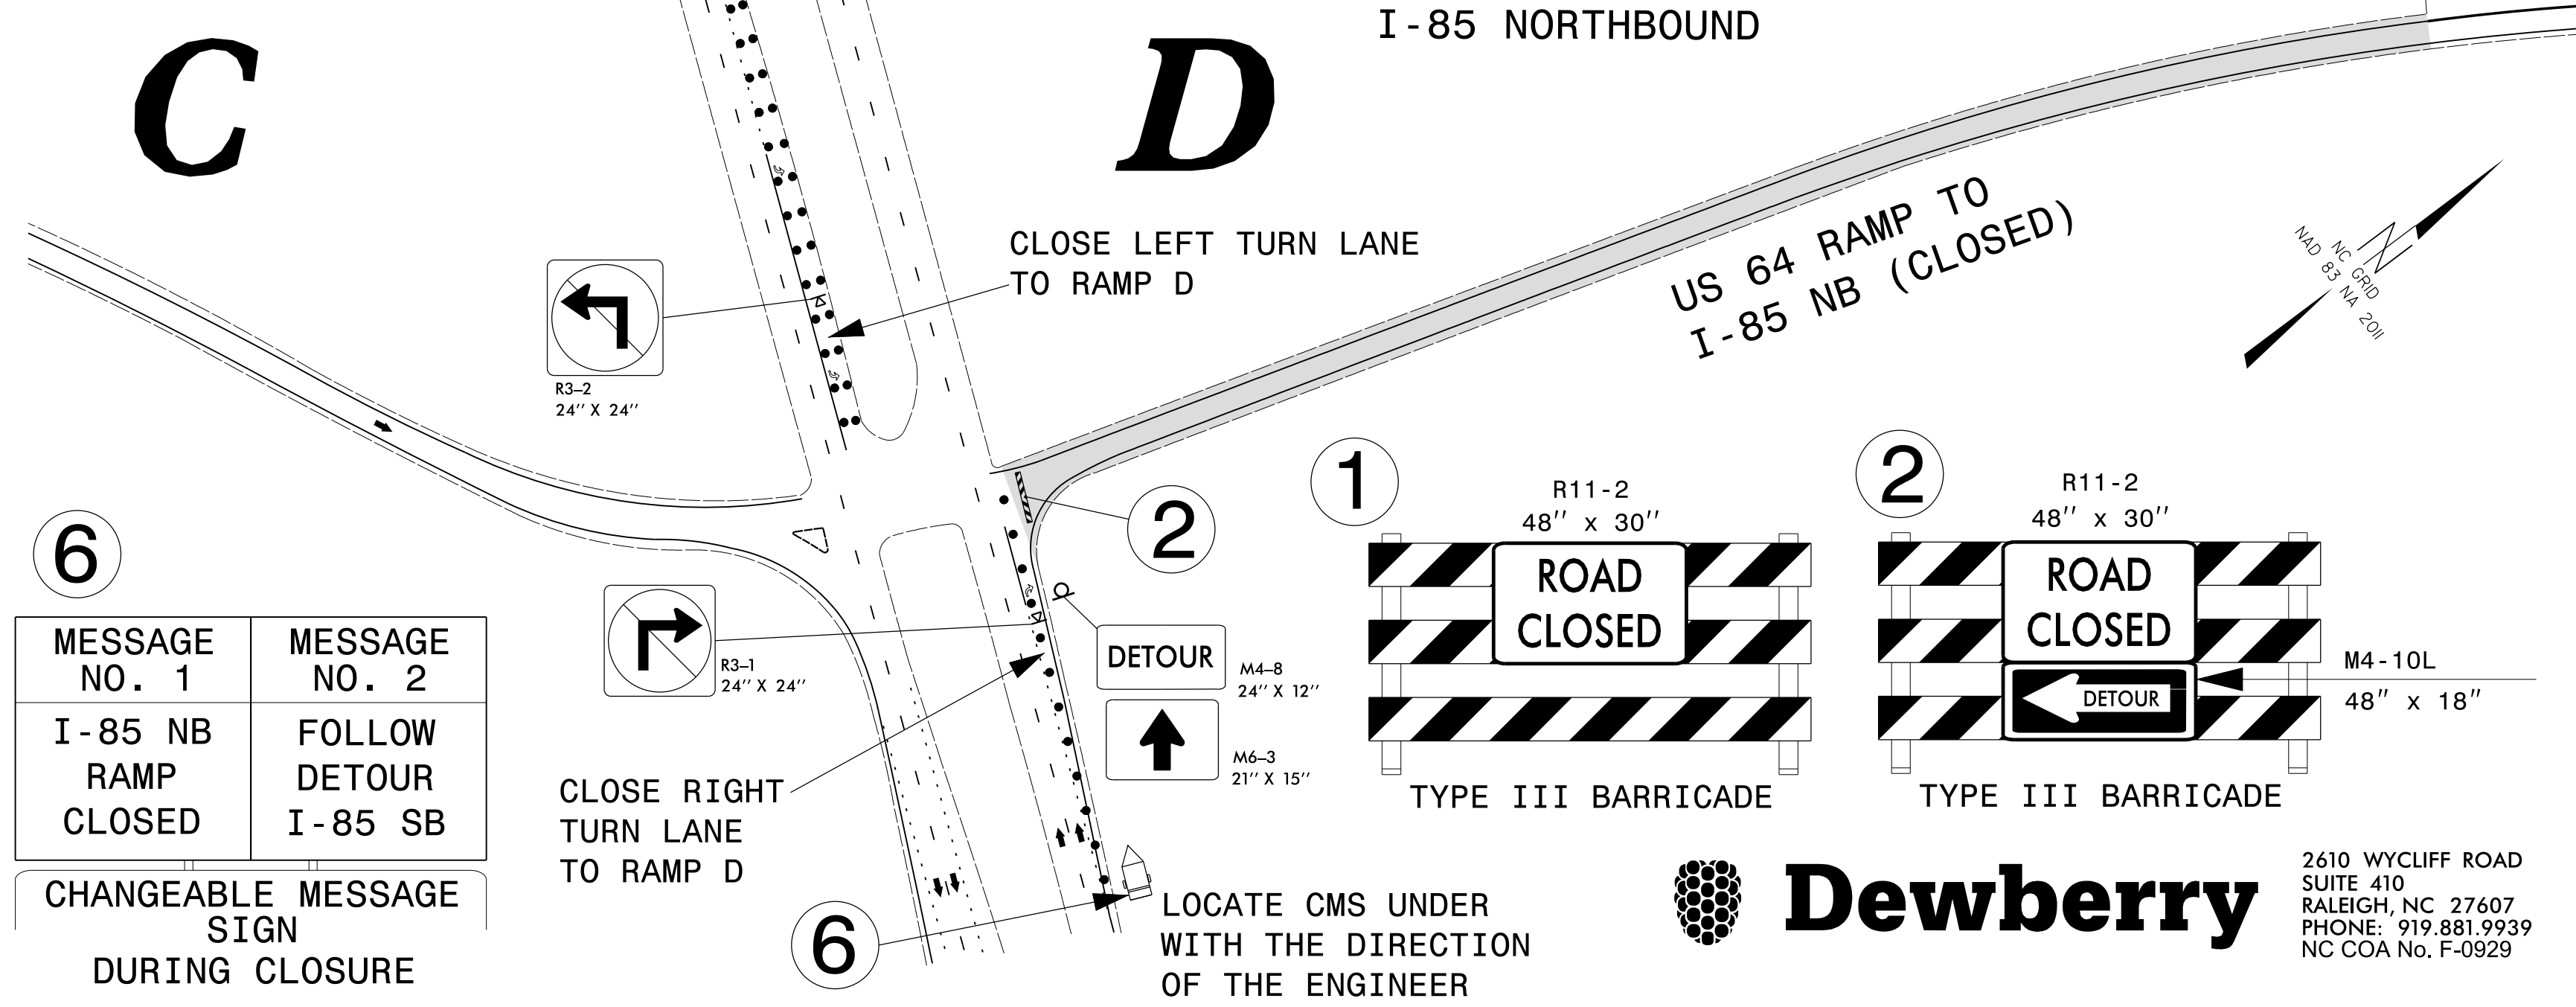 C
D
I-85 NORTHBOUND
CLOSE LEFT TURN LANE
TO RAMP D
US 64 RAMP TO
I-85 NB (CLOSED)
NC GRID
NAD 83 NA 2011
R3–2
24'' X 24''
2
1
R11-2
48" x 30"
ROAD
CLOSED
TYPE III BARRICADE
2
R11-2
48" x 30"
ROAD
CLOSED
DETOUR
M4-10L
48" x 18"
TYPE III BARRICADE
6
MESSAGE
NO. 1
MESSAGE
NO. 2
I-85 NB
RAMP
CLOSED
FOLLOW
DETOUR
I-85 SB
CHANGEABLE MESSAGE
SIGN
DURING CLOSURE
R3–1
24'' X 24''
DETOUR
M4–8
24'' X 12''
M6–3
21'' X 15''
CLOSE RIGHT
TURN LANE
TO RAMP D
6
LOCATE CMS UNDER
WITH THE DIRECTION
OF THE ENGINEER
Dewberry
2610 WYCLIFF ROAD
SUITE 410
RALEIGH, NC 27607
PHONE: 919.881.9939
NC COA No. F-0929